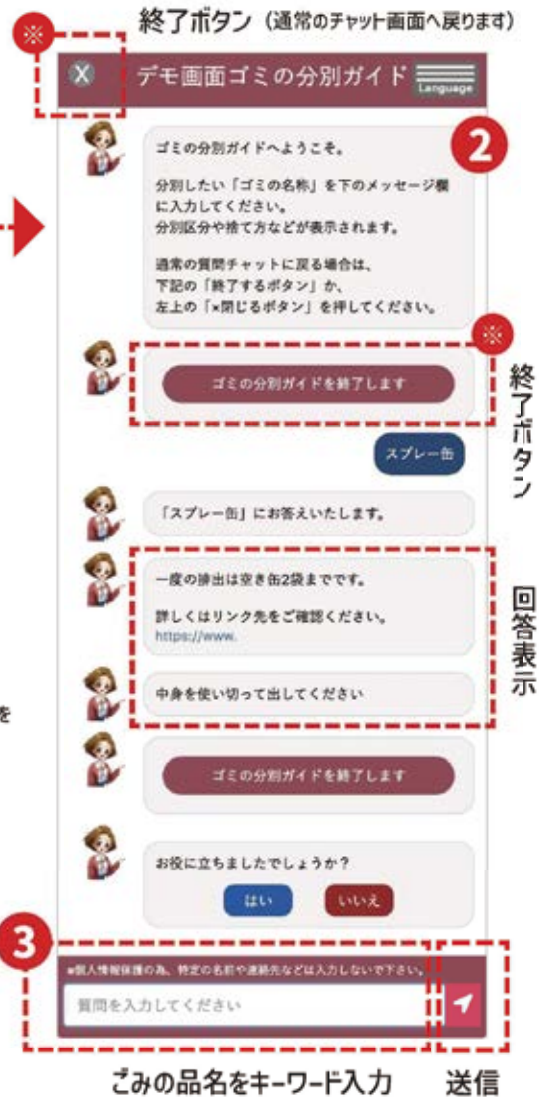 終了ボタン（通常のチャット画面へ戻ります）
※
X
デモ画面ゴミの分別ガイド
Language
2
ゴミの分別ガイドへようこそ。
分別したい「ゴミの名称」を下のメッセージ欄
に入力してください。
分別区分や捨て方などが表示されます。
通常の質問チャットに戻る場合は、
下記の「終了するボタン」か、
左上の「×閉じるボタン」を押してください。
※
ゴミの分別ガイドを終了します
終了ボタン
スプレー缶
「スプレー缶」にお答えいたします。
一度の排出は空き缶2袋までです。
詳しくはリンク先をご確認ください。
https://www.
回答表示
中身を使い切って出してください
を
ゴミの分別ガイドを終了します
お役に立ちましたでしょうか？
はい
いいえ
3
※個人情報保護の為、特定の名前や連絡先などは入力しないで下さい。
質問を入力してください
ごみの品名をキーワード入力
送信